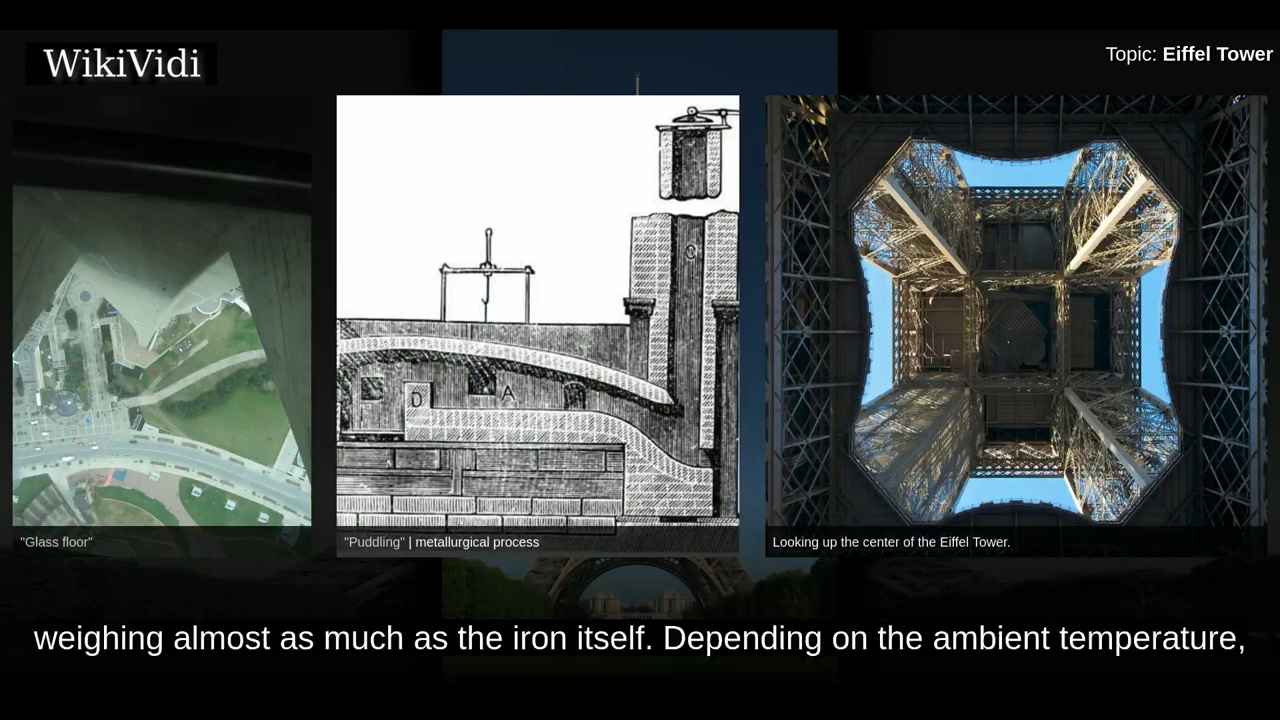 WikiVidi
Topic: Eiffel Tower
C
D
A
"Glass floor"
"Puddling" | metallurgical process
Looking up the center of the Eiffel Tower.
weighing almost as much as the iron itself. Depending on the ambient temperature,